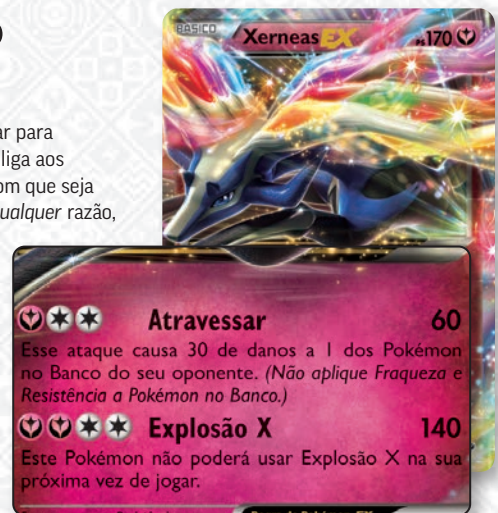 ar para
liga aos
om que seja
ualquer razão,
BÁSICO
Xerneas EX
PS170
Atravessar 60
Esse ataque causa 30 de danos a 1 dos Pokémon
no Banco do seu oponente. (Não aplique Fraqueza e
Resistência a Pokémon no Banco.)
Explosão X 140
Este Pokémon não poderá usar Explosão X na sua
próxima vez de jogar.